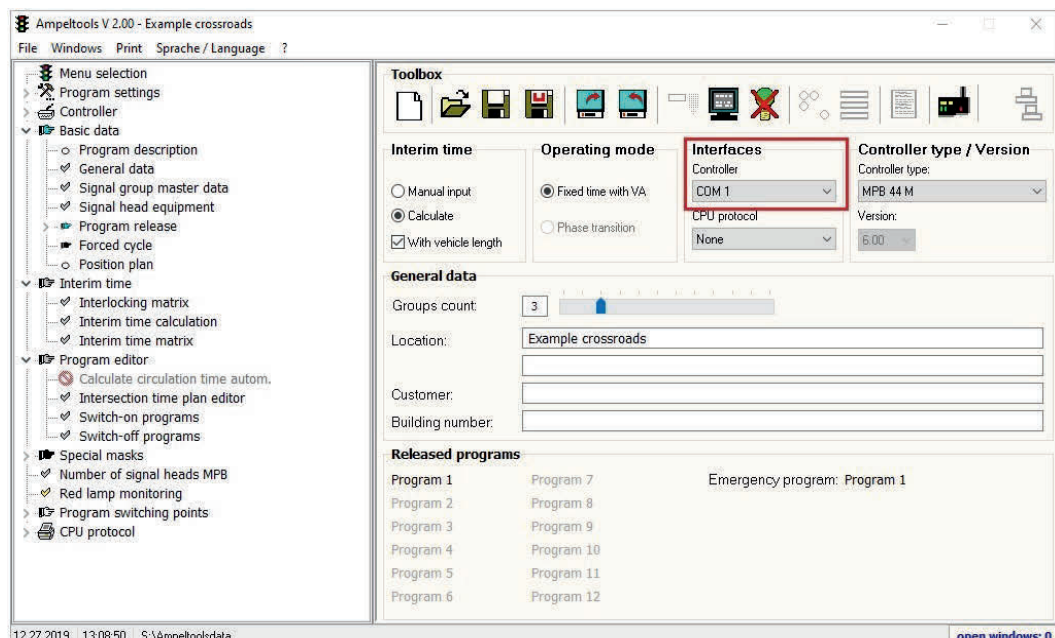 Ampeltools V 2.00 - Example crossroads
File Windows Print Sprache / Language ?
Menu selection
Program settings
Controller
Basic data
Program description
General data
Signal group master data
Signal head equipment
Program release
Forced cycle
Position plan
Interim time
Interlocking matrix
Interim time calculation
Interim time matrix
Program editor
Calculate circulation time autom.
Intersection time plan editor
Switch-on programs
Switch-off programs
Special masks
Number of signal heads MPB
Red lamp monitoring
Program switching points
CPU protocol
Toolbox
Interim time
Manual input
Calculate
With vehicle length
Operating mode
Fixed time with VA
Phase transition
Interfaces
Controller
COM 1
CPU protocol
None
Controller type / Version
Controller type:
MPB 44 M
Version:
6.00
General data
Groups count: 3
Location: Example crossroads
Customer:
Building number:
Released programs
Program 1 Program 7 Emergency program: Program 1
Program 2 Program 8
Program 3 Program 9
Program 4 Program 10
Program 5 Program 11
Program 6 Program 12
12.27.2019 13:08:50 S:\Ampeltoolsdata open windows: 0